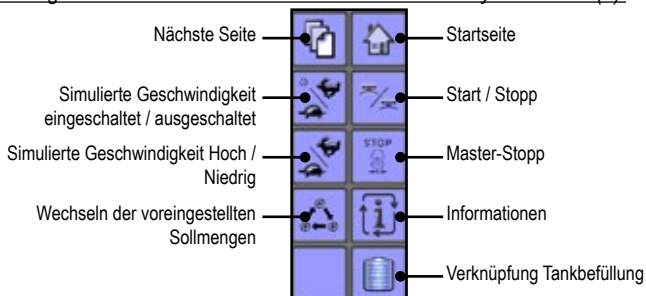 Nächste Seite
Startseite
Simulierte Geschwindigkeit
eingeschaltet / ausgeschaltet
Start / Stopp
Simulierte Geschwindigkeit Hoch /
Niedrig
STOP
Master-Stopp
Wechseln der voreingestellten
Sollmengen
i
Informationen
Verknüpfung Tankbefüllung